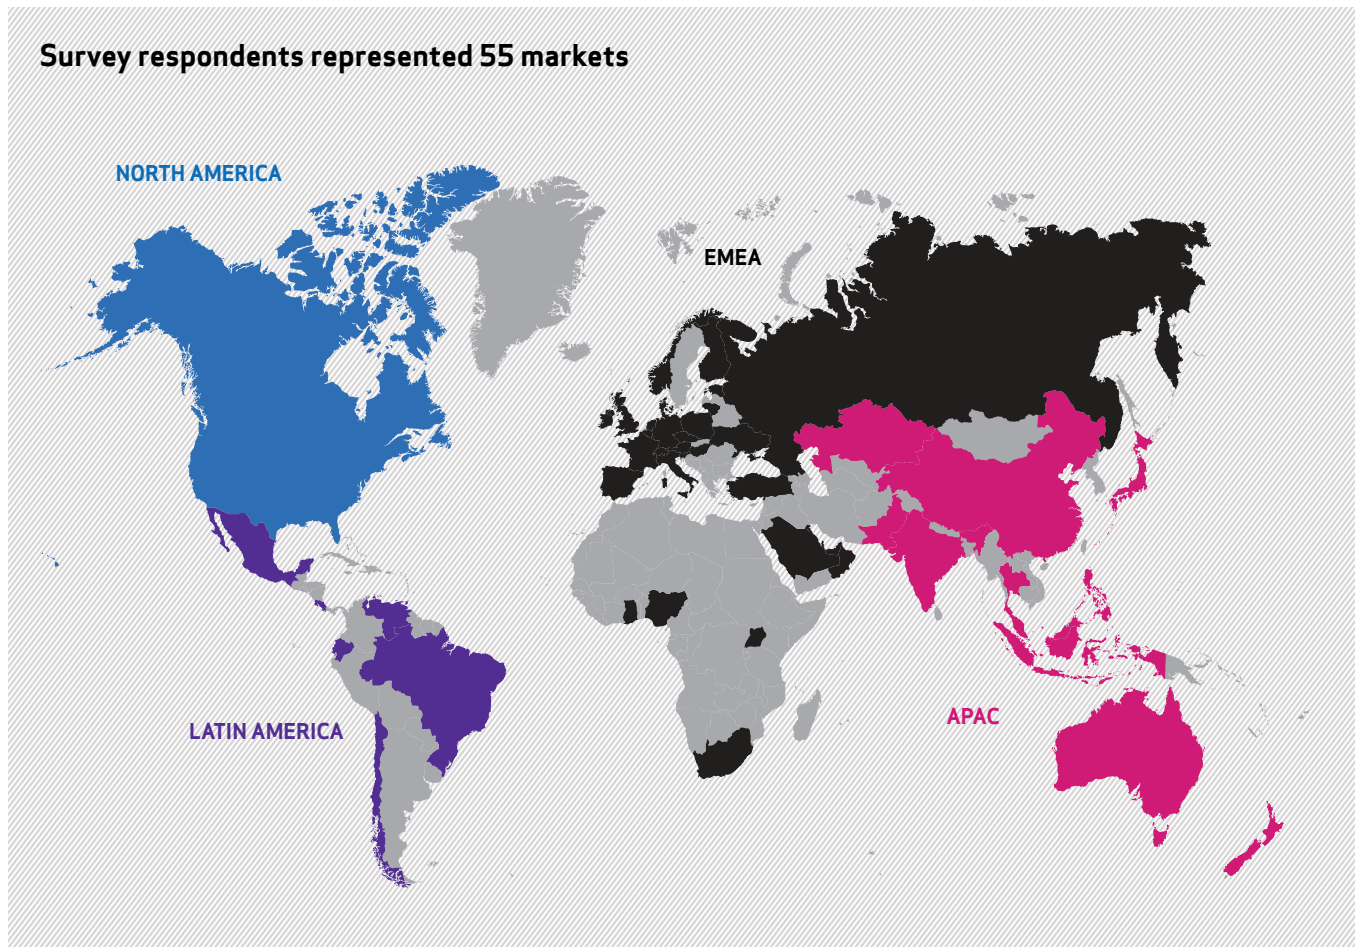 Survey respondents represented 55 markets
NORTH AMERICA
EMEA
LATIN AMERICA
APAC